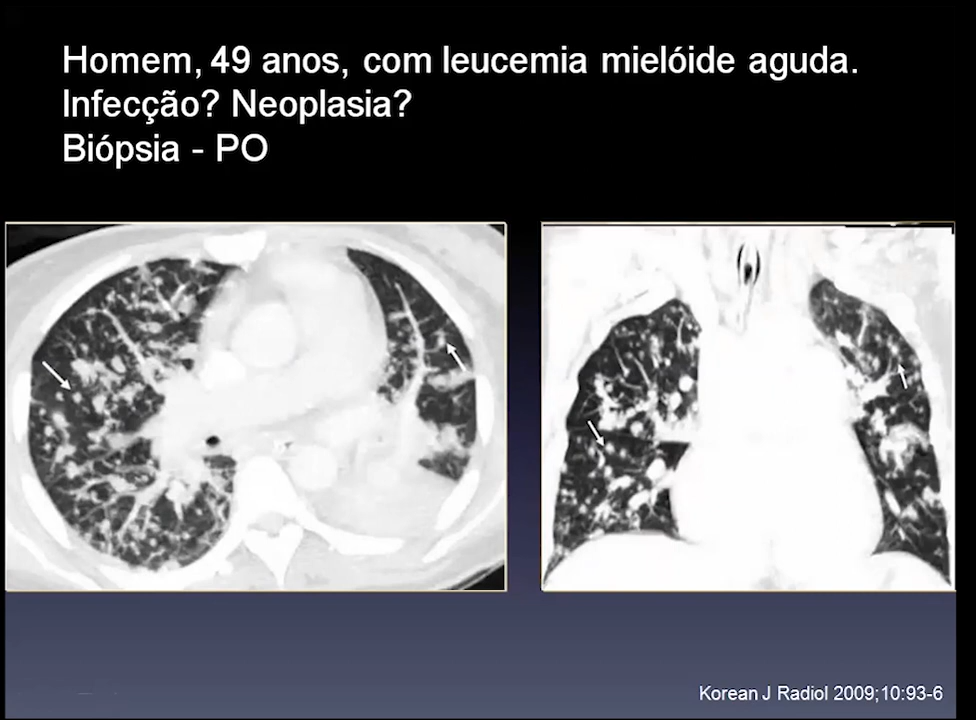 Homem, 49 anos, com leucemia mielóide aguda.
Infecção? Neoplasia?
Biópsia - PO
Korean J Radiol 2009;10:93-6